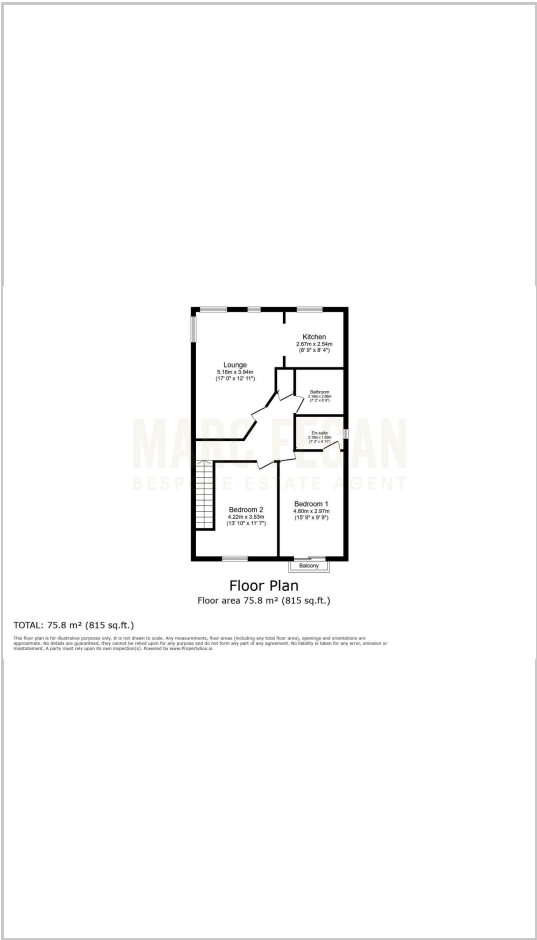 Kitchen
2.67m x 2.54m
(8' 9" x 8' 4")
Lounge
5.18m x 3.94m
(17' 0" x 12' 11")
Bathroom
En-suite
MARC FEGAN
BESPOKE ESTATE AGENT
Bedroom 2
4.22m x 3.53m
(13' 10" x 11' 7")
Bedroom 1
4.80m x 2.97m
(15' 9" x 9' 9")
Balcony
Floor Plan
Floor area 75.8 m² (815 sq.ft.)
TOTAL: 75.8 m² (815 sq.ft.)
This floor plan is for illustrative purposes only. It is not drawn to scale. Any measurements, floor areas (including any total floor area), openings and orientations are
approximate. No details are guaranteed, they cannot be relied upon for any purpose and do not form any part of any agreement. No liability is taken for any error, omission or
misstatement. A party must rely upon its own inspection(s). Powered by www.Propertybox.io